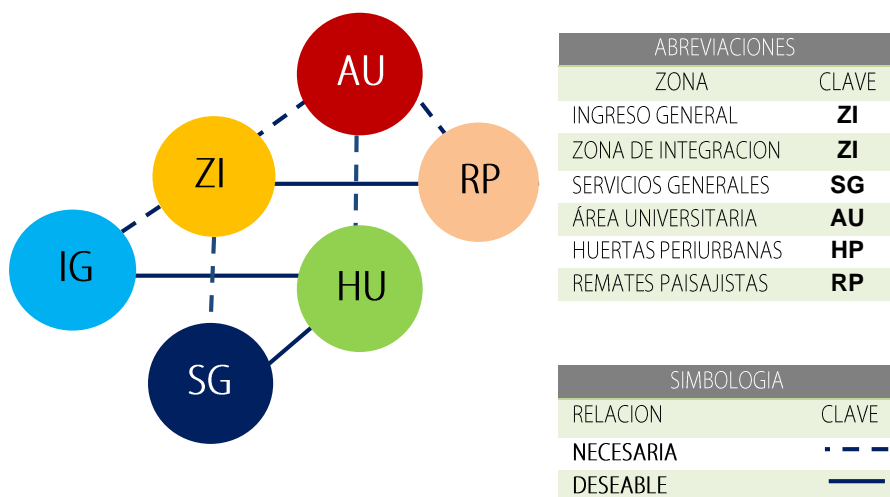 AU
ZI
RP
IG
HU
SG
ABREVIACIONES
ZONA CLAVE
INGRESO GENERAL ZI
ZONA DE INTEGRACION ZI
SERVICIOS GENERALES SG
ÁREA UNIVERSITARIA AU
HUERTAS PERIURBANAS HP
REMATES PAISAJISTAS RP
SIMBOLOGIA
RELACION CLAVE
NECESARIA
DESEABLE